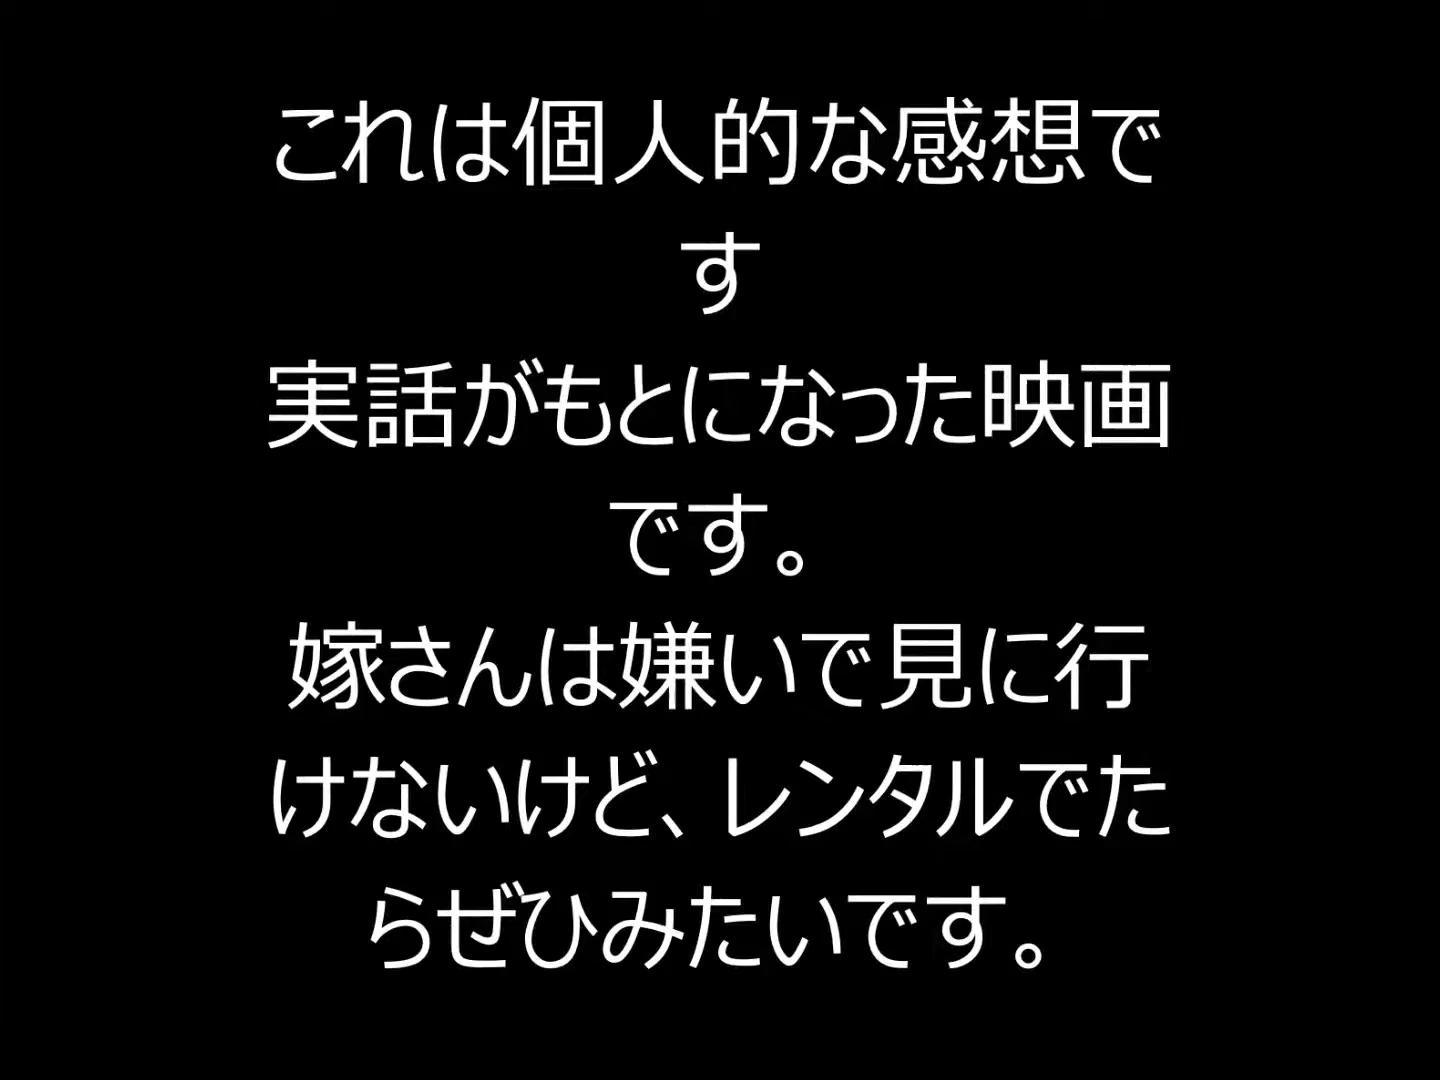 これは個人的な感想で
す
実話がもとになった映画
です。
嫁さんは嫌いで見に行
けないけど、レンタルでた
らぜひみたいです。